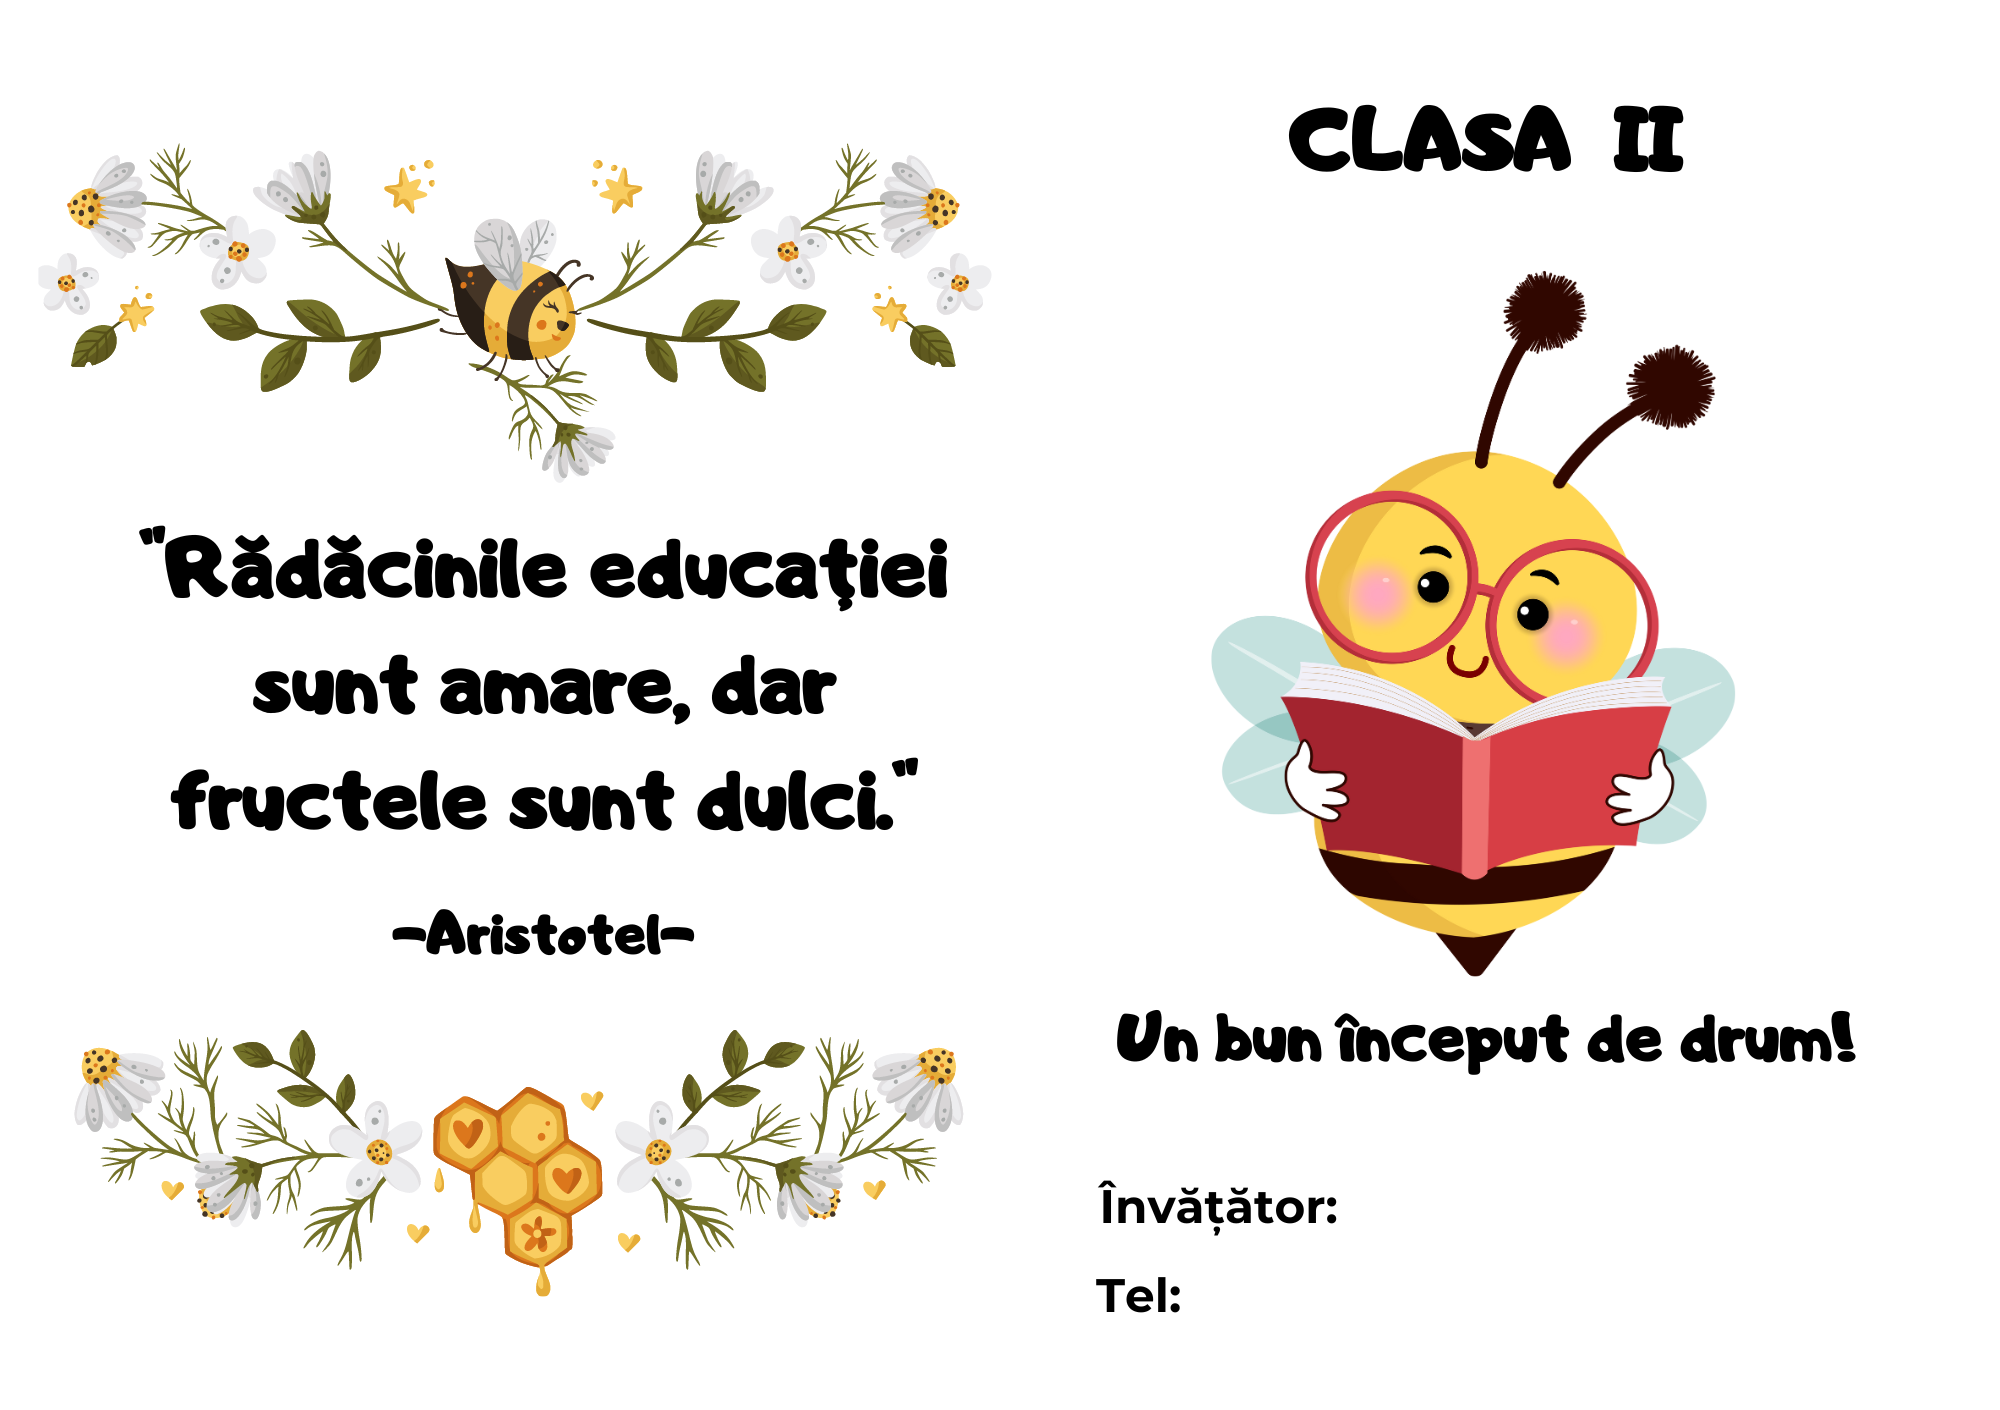 "Rădăcinile educației
sunt amare, dar
fructele sunt dulci."
-Aristotel-
CLASA II
Un bun început de drum!
Învățător:
Tel: